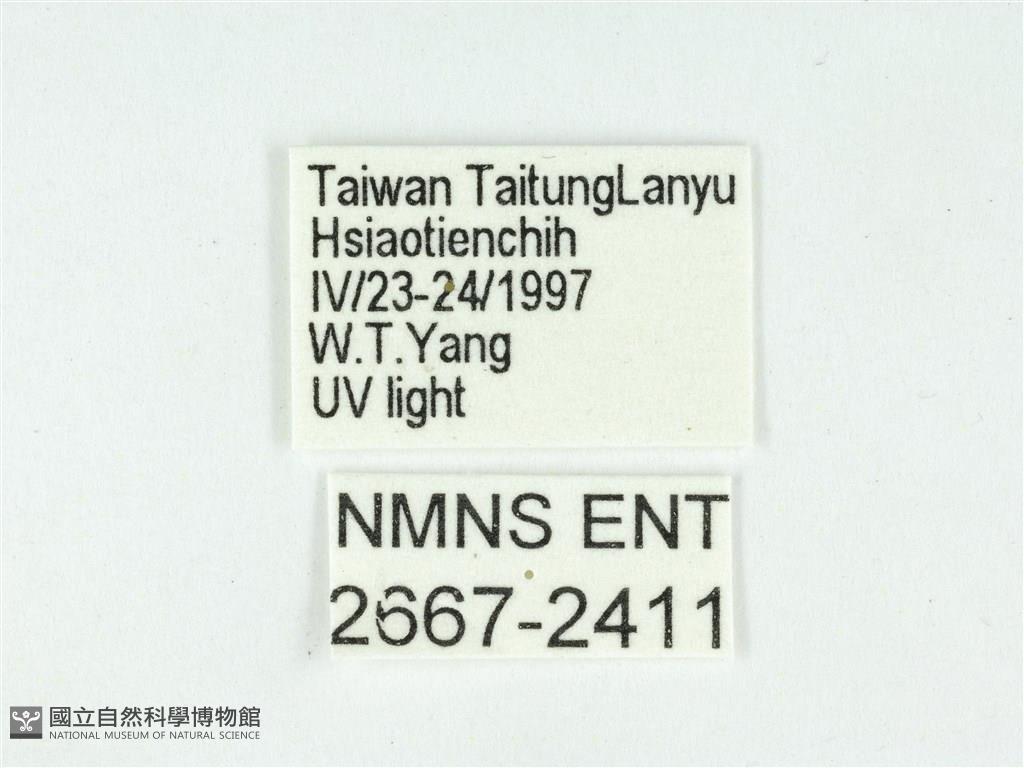 Taiwan TaitungLanyu
Hsiaotienchih
IV/23-24/1997
W.T.Yang
UV light
NMNS ENT
2667-2411
國立自然科學博物館
NATIONAL MUSEUM OF NATURAL SCIENCE